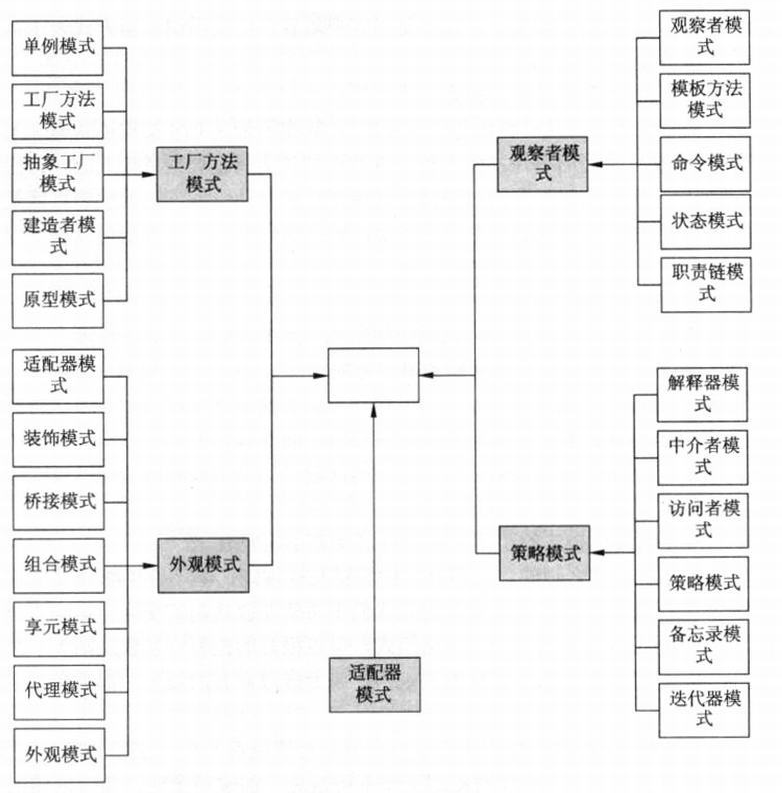 单例模式
工厂方法
模式
抽象工厂
模式
建造者模
式
原型模式
工厂方法
模式
适配器模
式
装饰模式
桥接模式
组合模式
享元模式
代理模式
外观模式
外观模式
适配器
模式
观察者模
式
策略模式
观察者模
式
模板方法
模式
命令模式
状态模式
职责链模
式
解释器模
式
中介者模
式
访问者模
式
策略模式
备忘录模
式
迭代器模
式